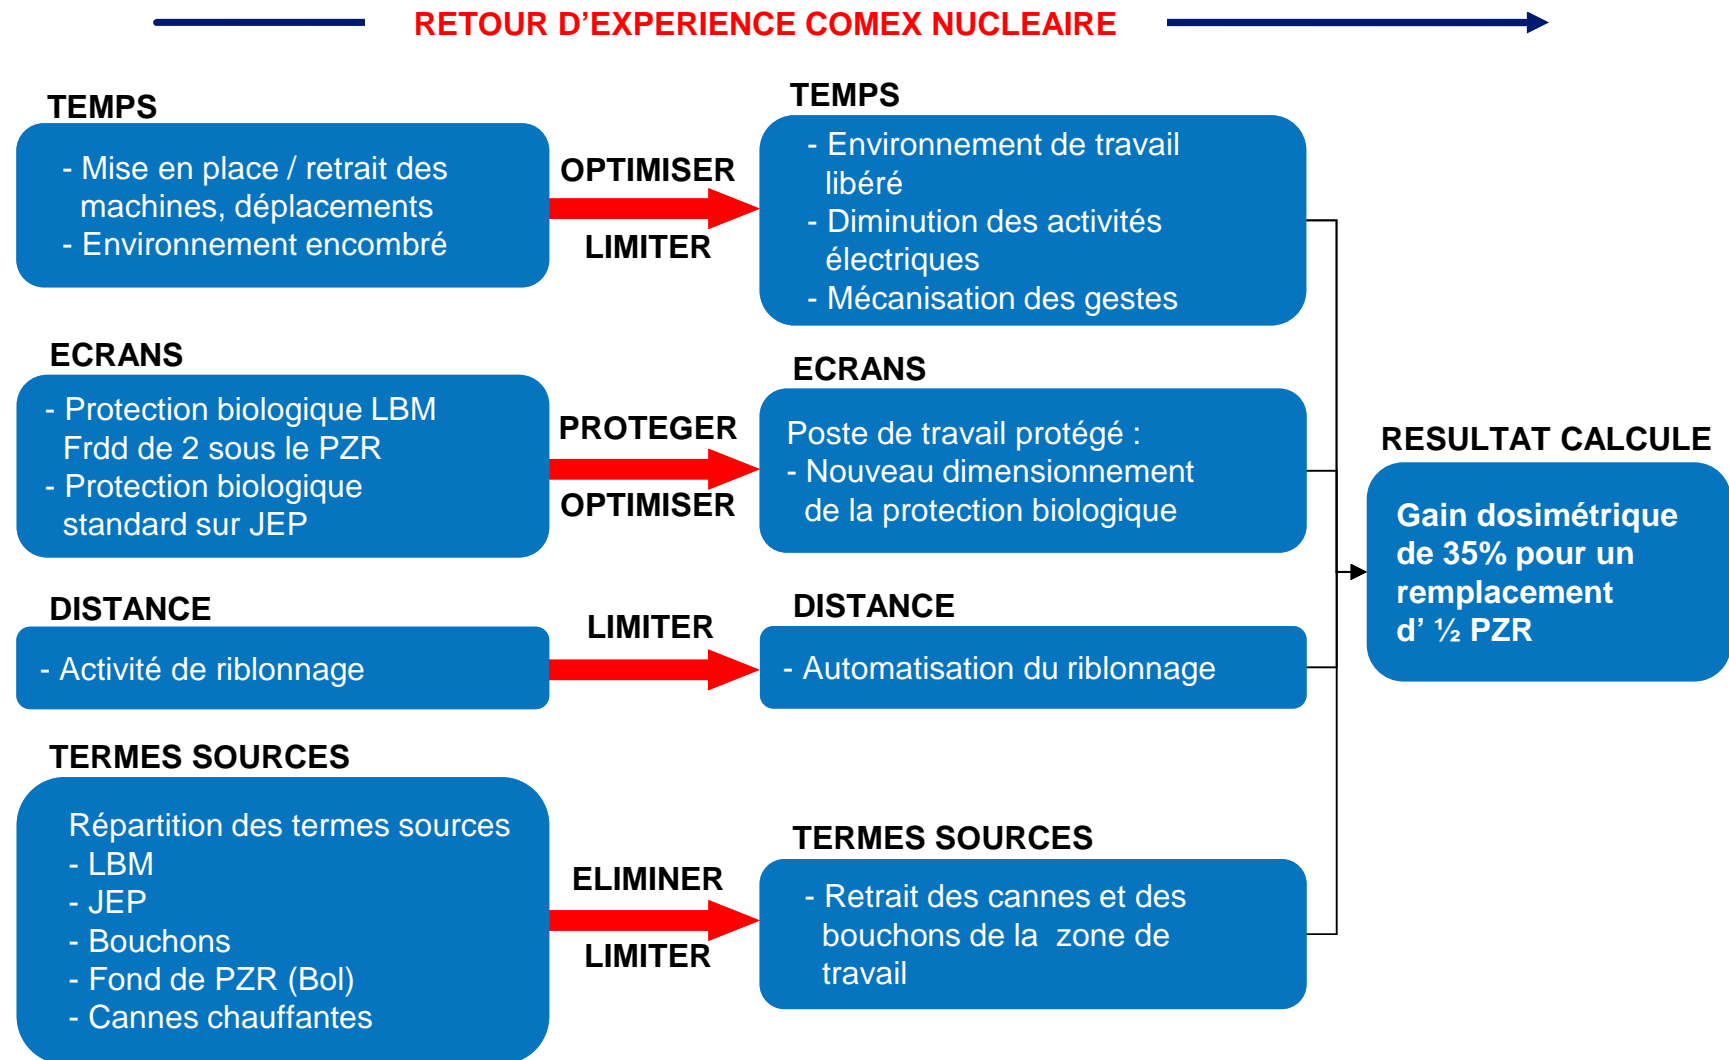 RETOUR D’EXPERIENCE COMEX NUCLEAIRE
TEMPS
- Mise en place / retrait des
machines, déplacements
- Environnement encombré
OPTIMISER
LIMITER
TEMPS
- Environnement de travail
libéré
- Diminution des activités
électriques
- Mécanisation des gestes
ECRANS
- Protection biologique LBM
Frdd de 2 sous le PZR
- Protection biologique
standard sur JEP
PROTEGER
OPTIMISER
ECRANS
Poste de travail protégé :
- Nouveau dimensionnement
de la protection biologique
DISTANCE
- Activité de riblonnage
LIMITER
DISTANCE
- Automatisation du riblonnage
TERMES SOURCES
Répartition des termes sources
- LBM
- JEP
- Bouchons
- Fond de PZR (Bol)
- Cannes chauffantes
ELIMINER
LIMITER
TERMES SOURCES
- Retrait des cannes et des
bouchons de la zone de
travail
RESULTAT CALCULE
Gain dosimétrique
de 35% pour un
remplacement
d’ ½ PZR